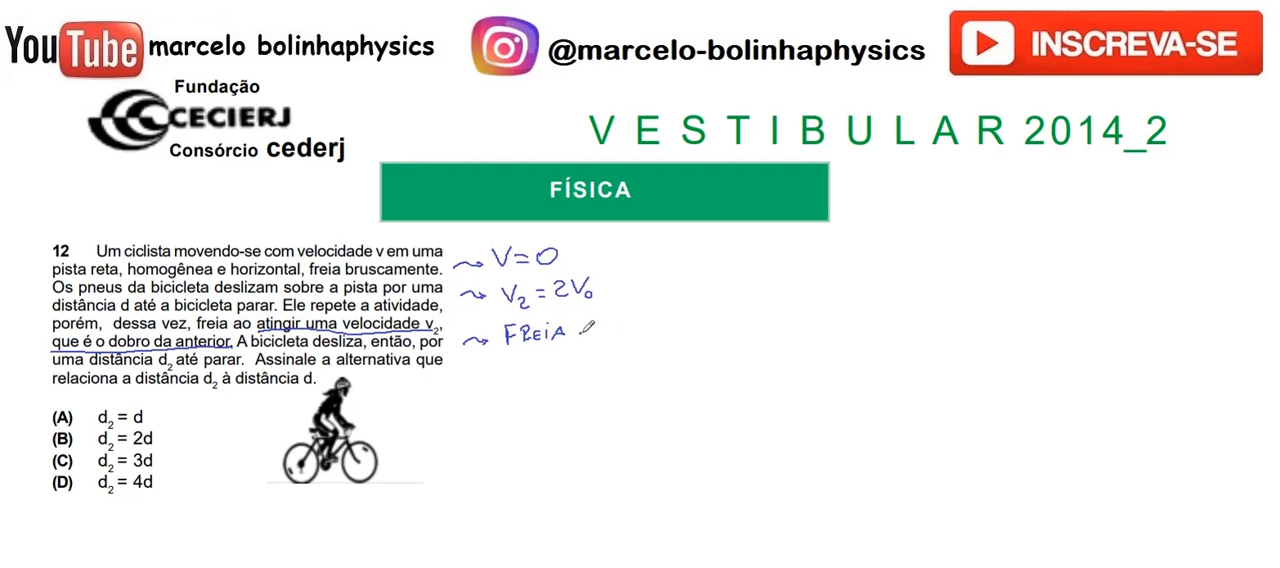 YouTube marcelo bolinhaphysics
@marcelo-bolinhaphysics
INSCREVA-SE
Fundação
CECIERJ
Consórcio cederj
VESTIBULAR 2014_2
FÍSICA
12 Um ciclista movendo-se com velocidade v em uma
pista reta, homogênea e horizontal, freia bruscamente.
Os pneus da bicicleta deslizam sobre a pista por uma
distância d até a bicicleta parar. Ele repete a atividade,
porém, dessa vez, freia ao atingir uma velocidade v₂,
que é o dobro da anterior. A bicicleta desliza, então, por
uma distância d₂ até parar. Assinale a alternativa que
relaciona a distância d₂ à distância d.
(A) d₂ = d
(B) d₂ = 2d
(C) d₂ = 3d
(D) d₂ = 4d
V=0
V₂ = 2V₀
FREIA